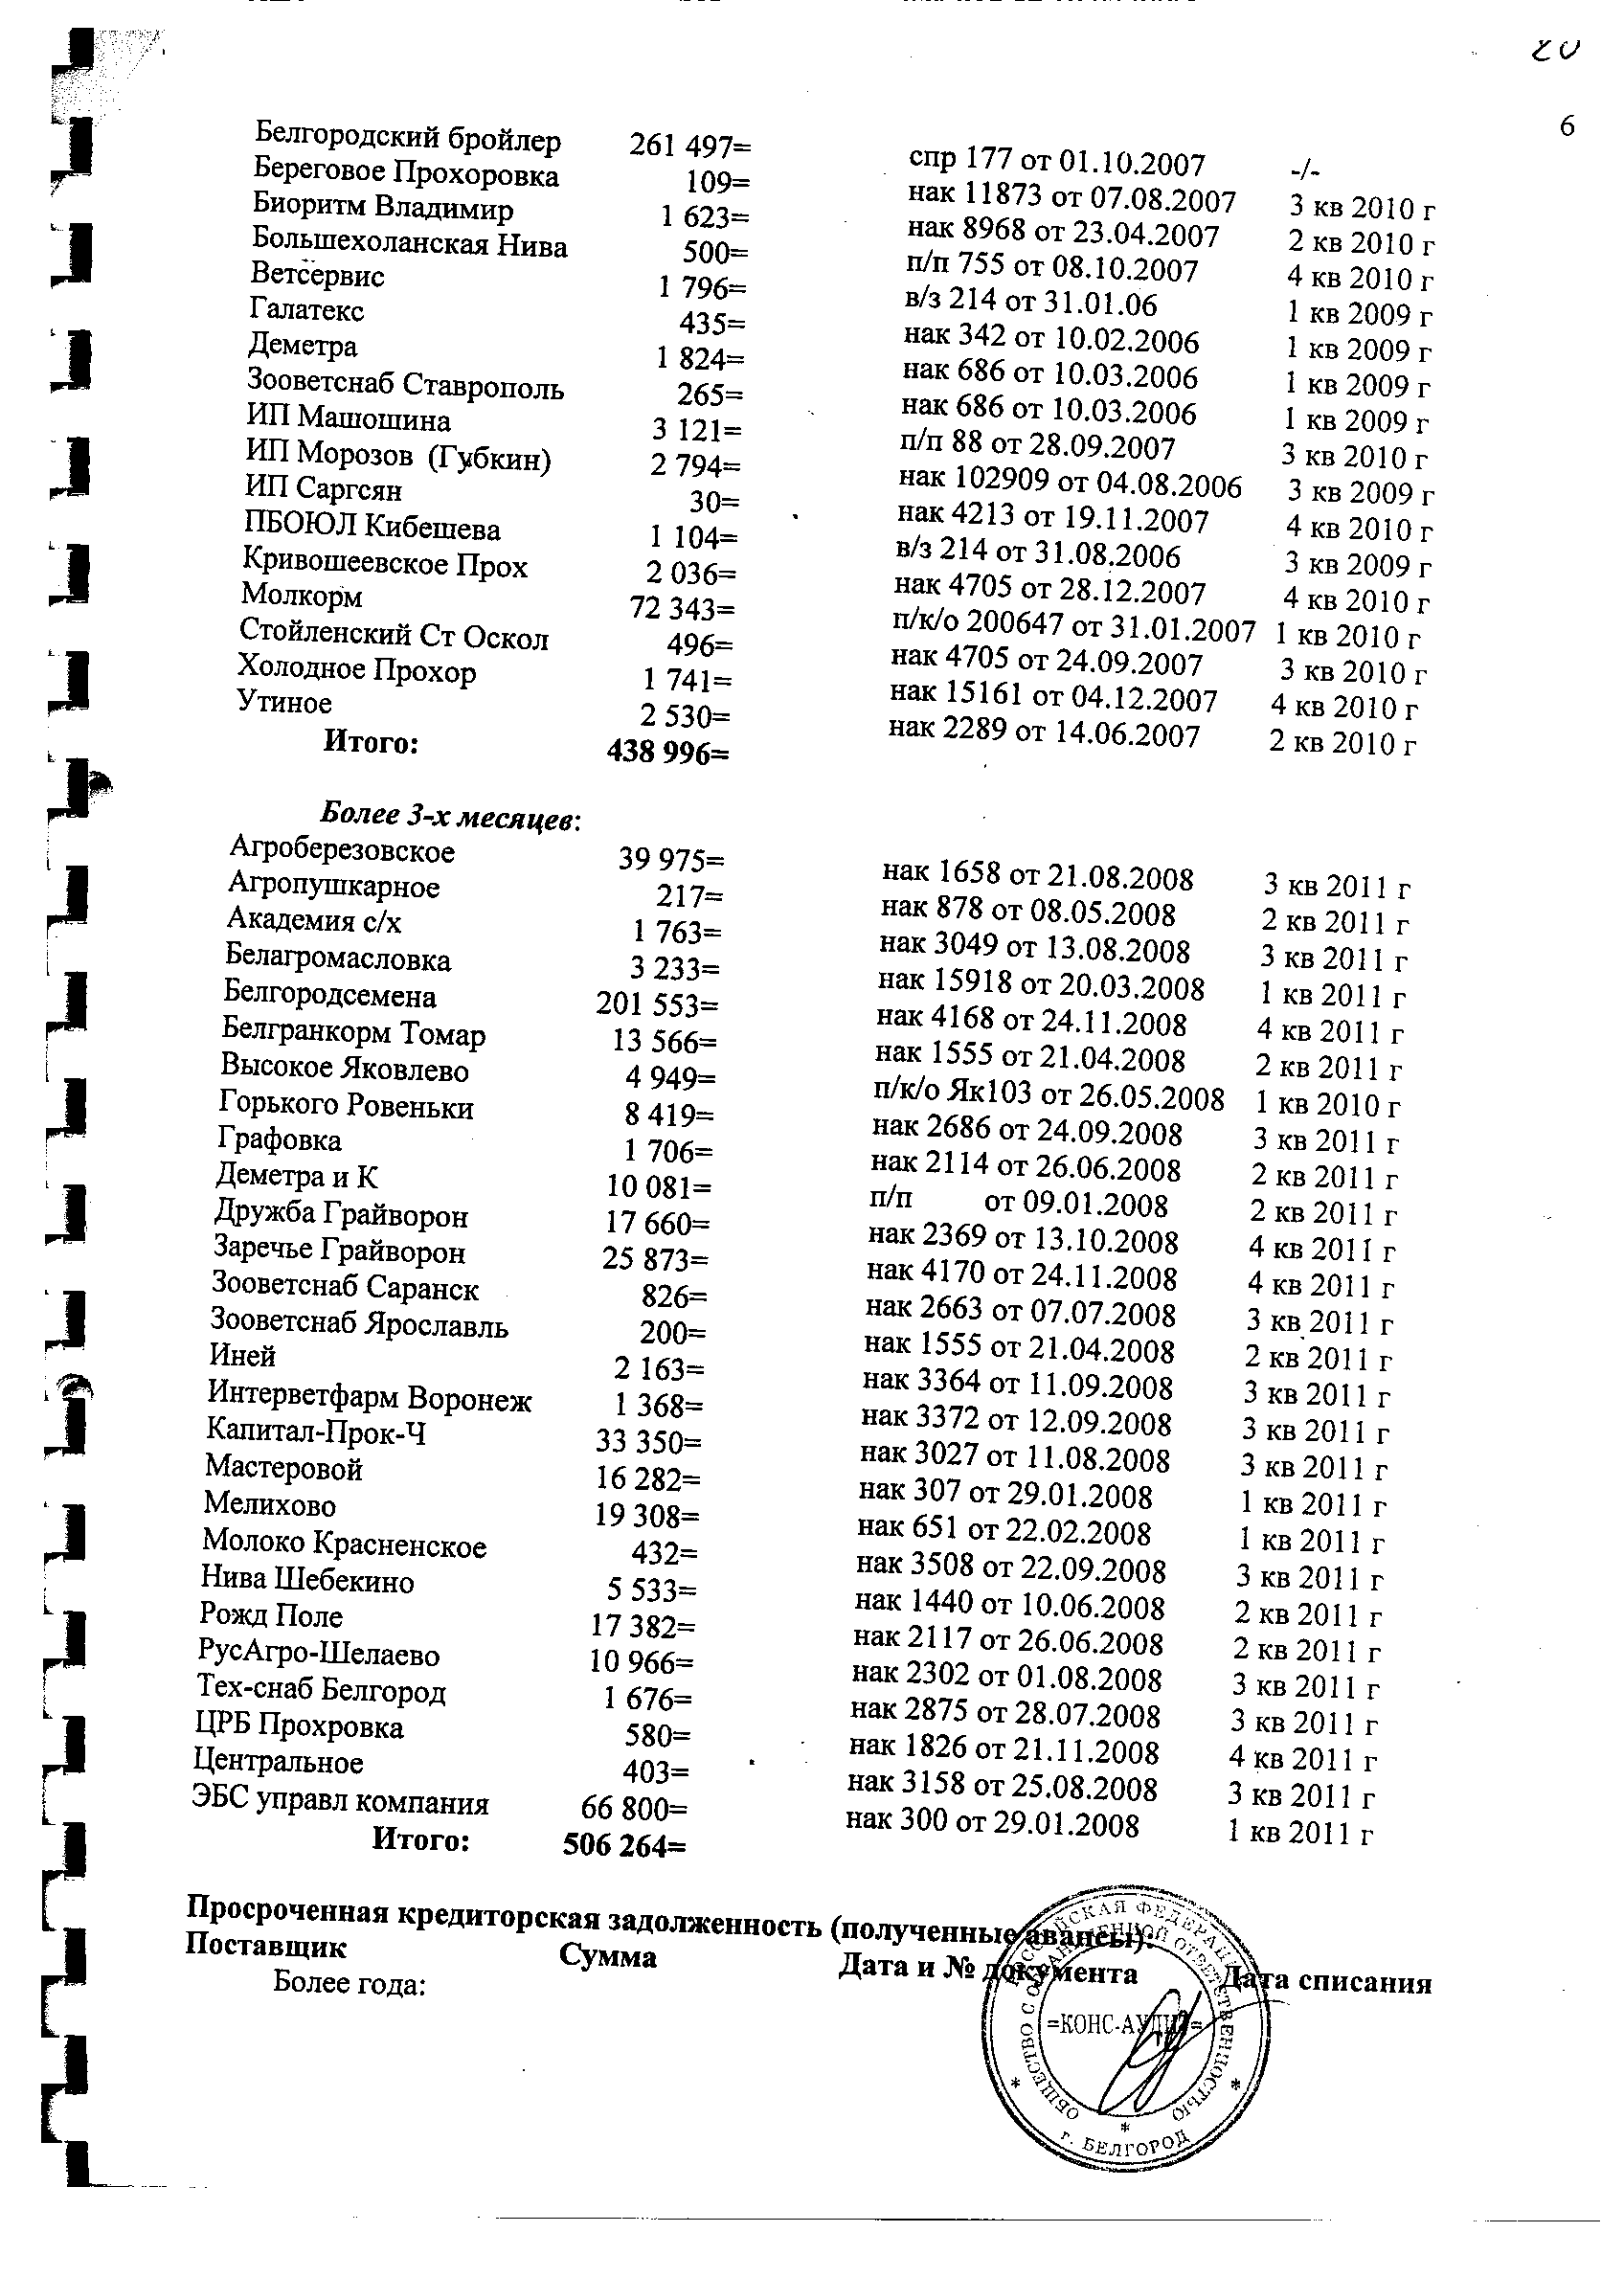 20
6
Белгородский бройлер 261 497= спр 177 от 01.10.2007 -/-
Береговое Прохоровка 109= нак 11873 от 07.08.2007 3 кв 2010 г
Биоритм Владимир 1 623= нак 8968 от 23.04.2007 2 кв 2010 г
Большехоланская Нива 500= п/п 755 от 08.10.2007 4 кв 2010 г
Ветсервис 1 796= в/з 214 от 31.01.06 1 кв 2009 г
Галатекс 435= нак 342 от 10.02.2006 1 кв 2009 г
Деметра 1 824= нак 686 от 10.03.2006 1 кв 2009 г
Зооветснаб Ставрополь 265= нак 686 от 10.03.2006 1 кв 2009 г
ИП Машошина 3 121= п/п 88 от 28.09.2007 3 кв 2010 г
ИП Морозов (Губкин) 2 794= нак 102909 от 04.08.2006 3 кв 2009 г
ИП Саргсян 30= нак 4213 от 19.11.2007 4 кв 2010 г
ПБОЮЛ Кибешева 1 104= в/з 214 от 31.08.2006 3 кв 2009 г
Кривошеевское Прох 2 036= нак 4705 от 28.12.2007 4 кв 2010 г
Молкорм 72 343= п/к/о 200647 от 31.01.2007 1 кв 2010 г
Стойленский Ст Оскол 496= нак 4705 от 24.09.2007 3 кв 2010 г
Холодное Прохор 1 741= нак 15161 от 04.12.2007 4 кв 2010 г
Утиное 2 530= нак 2289 от 14.06.2007 2 кв 2010 г
Итого: 438 996=
Более 3-х месяцев:
Агроберезовское 39 975= нак 1658 от 21.08.2008 3 кв 2011 г
Агропушкарное 217= нак 878 от 08.05.2008 2 кв 2011 г
Академия с/х 1 763= нак 3049 от 13.08.2008 3 кв 2011 г
Белагромасловка 3 233= нак 15918 от 20.03.2008 1 кв 2011 г
Белгородсемена 201 553= нак 4168 от 24.11.2008 4 кв 2011 г
Белгранкорм Томар 13 566= нак 1555 от 21.04.2008 2 кв 2011 г
Высокое Яковлево 4 949= п/к/о Як103 от 26.05.2008 1 кв 2010 г
Горького Ровеньки 8 419= нак 2686 от 24.09.2008 3 кв 2011 г
Графовка 1 706= нак 2114 от 26.06.2008 2 кв 2011 г
Деметра и К 10 081= п/п от 09.01.2008 2 кв 2011 г
Дружба Грайворон 17 660= нак 2369 от 13.10.2008 4 кв 2011 г
Заречье Грайворон 25 873= нак 4170 от 24.11.2008 4 кв 2011 г
Зооветснаб Саранск 826= нак 2663 от 07.07.2008 3 кв 2011 г
Зооветснаб Ярославль 200= нак 1555 от 21.04.2008 2 кв 2011 г
Иней 2 163= нак 3364 от 11.09.2008 3 кв 2011 г
Интерветфарм Воронеж 1 368= нак 3372 от 12.09.2008 3 кв 2011 г
Капитал-Прок-Ч 33 350= нак 3027 от 11.08.2008 3 кв 2011 г
Мастеровой 16 282= нак 307 от 29.01.2008 1 кв 2011 г
Мелихово 19 308= нак 651 от 22.02.2008 1 кв 2011 г
Молоко Красненское 432= нак 3508 от 22.09.2008 3 кв 2011 г
Нива Шебекино 5 533= нак 1440 от 10.06.2008 2 кв 2011 г
Рожд Поле 17 382= нак 2117 от 26.06.2008 2 кв 2011 г
РусАгро-Шелаево 10 966= нак 2302 от 01.08.2008 3 кв 2011 г
Тех-снаб Белгород 1 676= нак 2875 от 28.07.2008 3 кв 2011 г
ЦРБ Прохровка 580= нак 1826 от 21.11.2008 4 кв 2011 г
Центральное 403= нак 3158 от 25.08.2008 3 кв 2011 г
ЭБС управл компания 66 800= нак 300 от 29.01.2008 1 кв 2011 г
Итого: 506 264=
Просроченная кредиторская задолженность (полученные авансы):
Поставщик Сумма Дата и № документа Дата списания
Более года:
РОССИЙСКАЯ ФЕДЕРАЦИЯ
ОБЩЕСТВО С ОГРАНИЧЕННОЙ ОТВЕТСТВЕННОСТЬЮ
=КОНС-АУДИТ=
г. БЕЛГОРОД